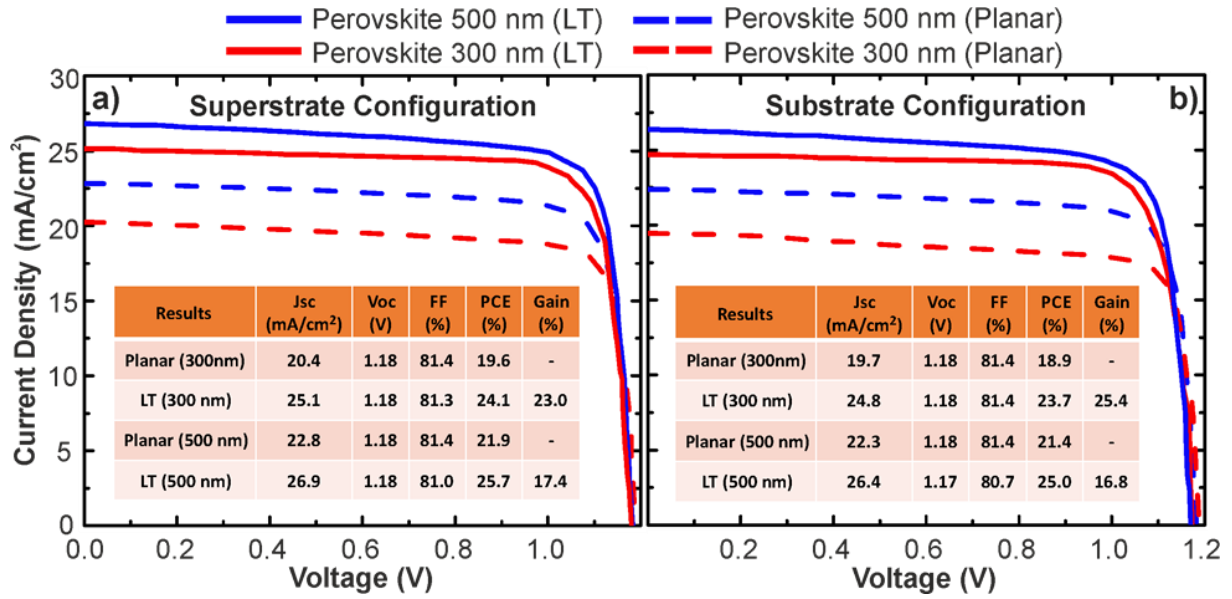 Perovskite 500 nm (LT) Perovskite 500 nm (Planar)
Perovskite 300 nm (LT) Perovskite 300 nm (Planar)
a) Superstrate Configuration
Substrate Configuration b)
Current Density (mA/cm²)
30
25
20
15
10
5
0
Results Jsc (mA/cm²) Voc (V) FF (%) PCE (%) Gain (%)
Planar (300nm) 20.4 1.18 81.4 19.6 -
LT (300 nm) 25.1 1.18 81.3 24.1 23.0
Planar (500 nm) 22.8 1.18 81.4 21.9 -
LT (500 nm) 26.9 1.18 81.0 25.7 17.4
Results Jsc (mA/cm²) Voc (V) FF (%) PCE (%) Gain (%)
Planar (300nm) 19.7 1.18 81.4 18.9 -
LT (300 nm) 24.8 1.18 81.4 23.7 25.4
Planar (500 nm) 22.3 1.18 81.4 21.4 -
LT (500 nm) 26.4 1.17 80.7 25.0 16.8
0.0 0.2 0.4 0.6 0.8 1.0
0.2 0.4 0.6 0.8 1.0 1.2
Voltage (V)
Voltage (V)